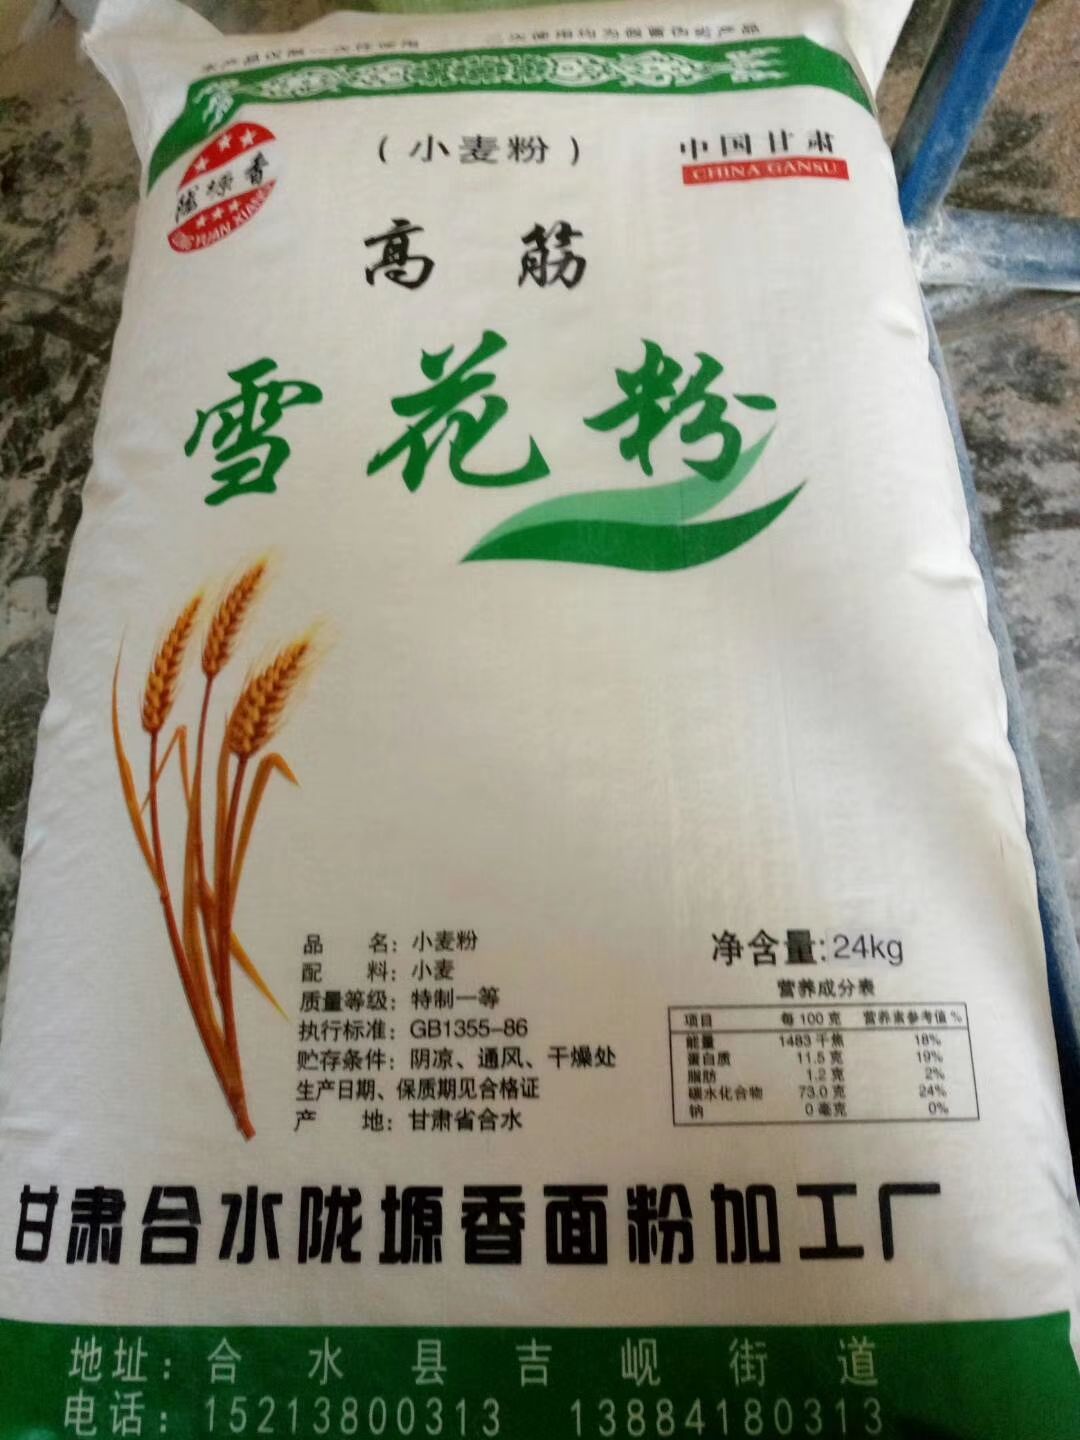 （小麦粉）
中国甘肃
CHINA GANSU
陇塬香
YUAN XIANG
高筋
雪花粉
品名：小麦粉
配料：小麦
质量等级：特制一等
执行标准：GB1355-86
贮存条件：阴凉、通风、干燥处
生产日期、保质期见合格证
产地：甘肃省合水
净含量:24kg
营养成分表
项目 每100克 营养素参考值%
能量 1483千焦 18%
蛋白质 11.5克 19%
脂肪 1.2克 2%
碳水化合物 73.0克 24%
钠 0毫克 0%
甘肃合水陇塬香面粉加工厂
地址：合水县吉岘街道
电话：15213800313 13884180313